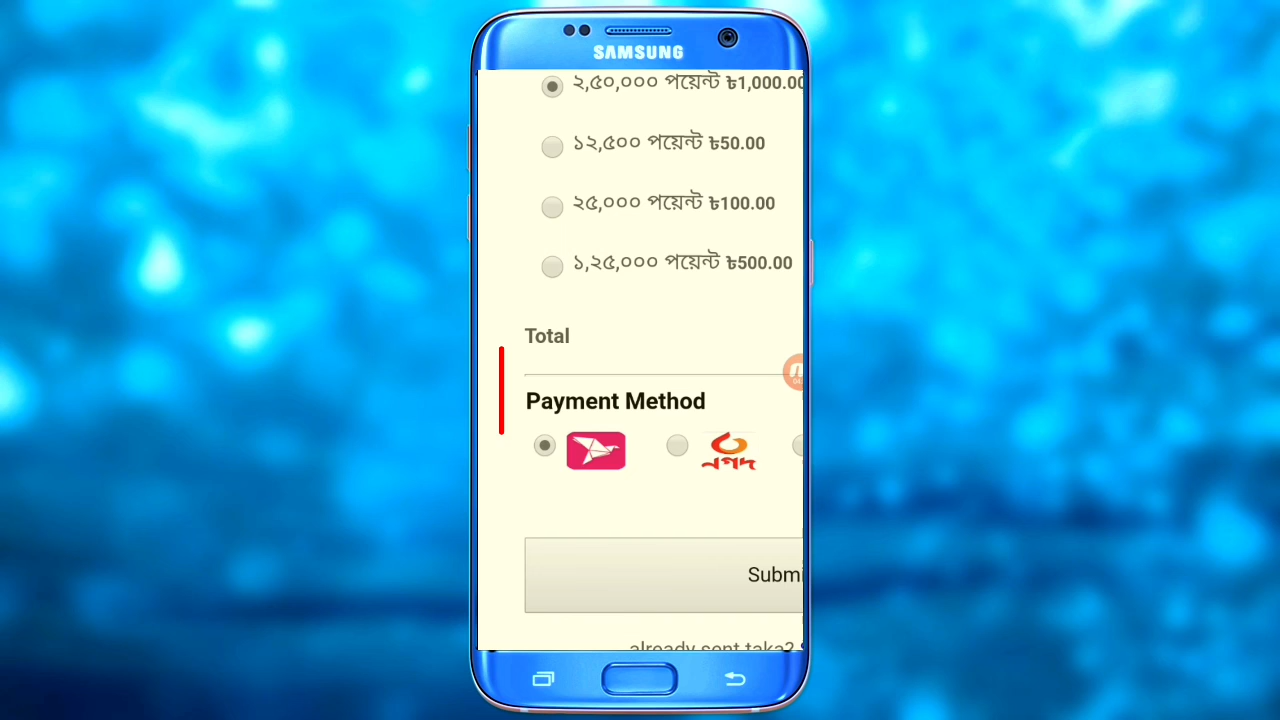 SAMSUNG
২,৫০,০০০ পয়েন্ট ৳1,000.00
১২,৫০০ পয়েন্ট ৳50.00
২৫,০০০ পয়েন্ট ৳100.00
১,২৫,০০০ পয়েন্ট ৳500.00
Total
Payment Method
নগদ
Submi
already sent taka?